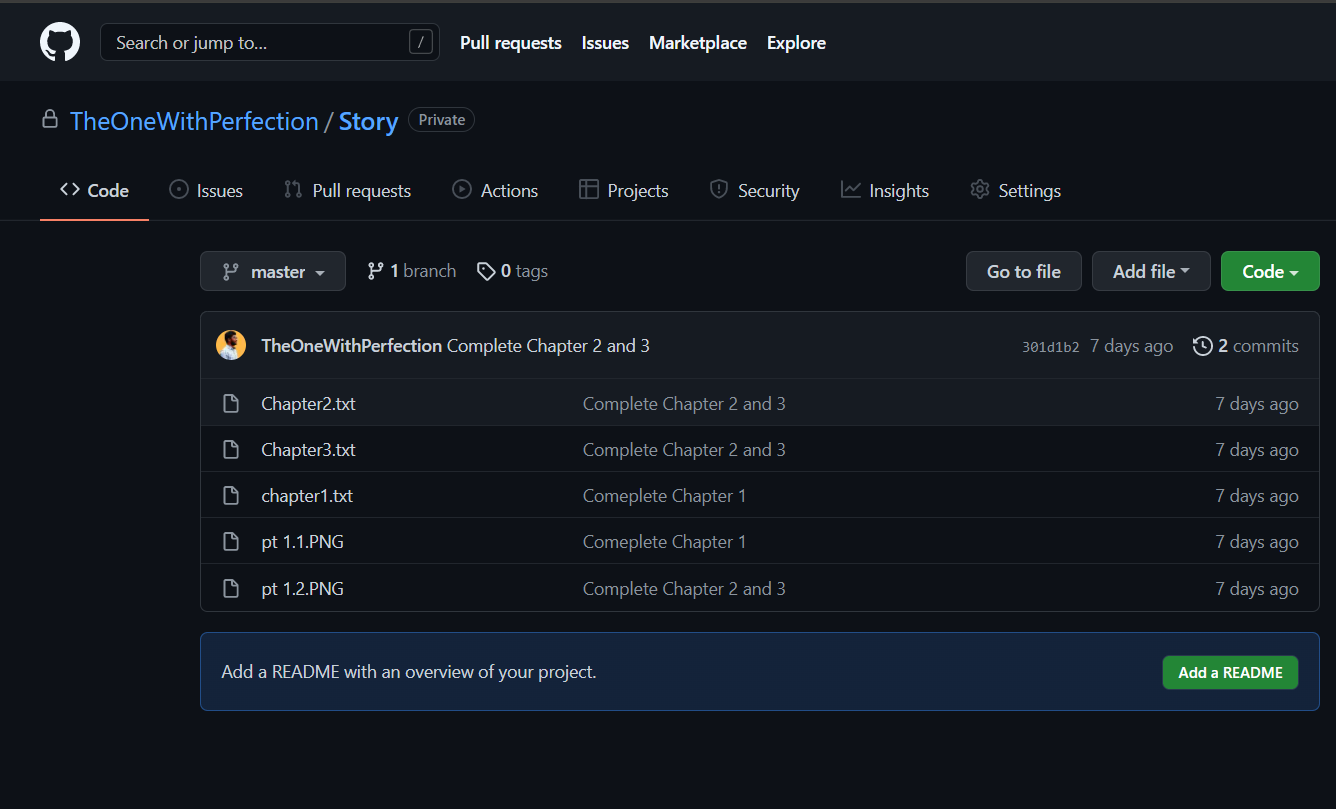 Search or jump to... / Pull requests Issues Marketplace Explore
TheOneWithPerfection / Story Private
Code Issues Pull requests Actions Projects Security Insights Settings
master 1 branch 0 tags Go to file Add file Code
TheOneWithPerfection Complete Chapter 2 and 3 301d1b2 7 days ago 2 commits
Chapter2.txt Complete Chapter 2 and 3 7 days ago
Chapter3.txt Complete Chapter 2 and 3 7 days ago
chapter1.txt Comeplete Chapter 1 7 days ago
pt 1.1.PNG Comeplete Chapter 1 7 days ago
pt 1.2.PNG Complete Chapter 2 and 3 7 days ago
Add a README with an overview of your project. Add a README